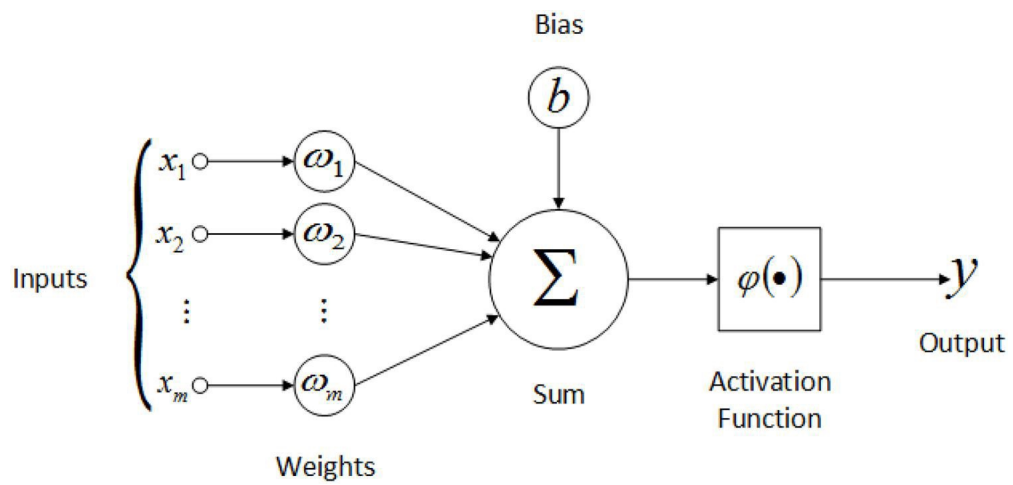 Bias
b
x₁ ω₁
x₂ ω₂
Inputs
⋮ ⋮
Σ φ(•) y
xₘ ωₘ
Output
Sum
Activation
Function
Weights